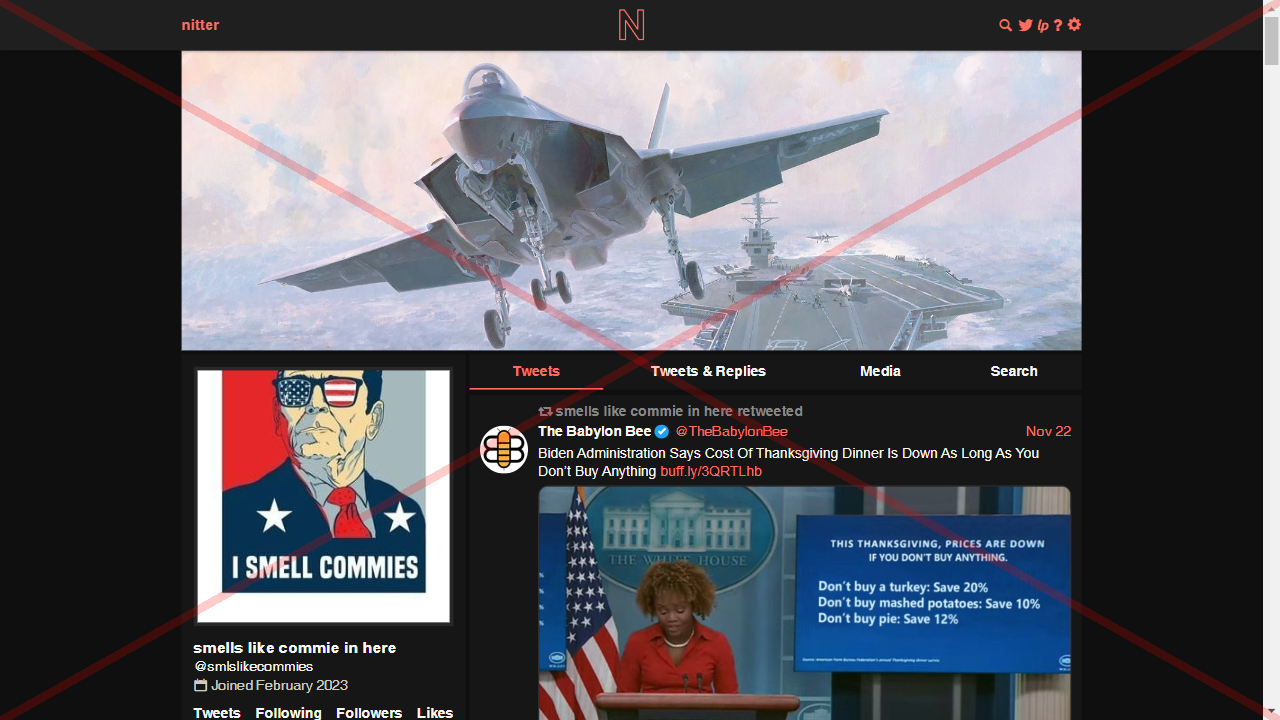 nitter
N
lp ?
NAVY
Tweets
Tweets & Replies
Media
Search
smells like commie in here retweeted
The Babylon Bee @TheBabylonBee
Nov 22
Biden Administration Says Cost Of Thanksgiving Dinner Is Down As Long As You
Don't Buy Anything buff.ly/3QRTLhb
THE WHITE HOUSE
THIS THANKSGIVING, PRICES ARE DOWN
IF YOU DON'T BUY ANYTHING.
Don't buy a turkey: Save 20%
Don't buy mashed potatoes: Save 10%
Don't buy pie: Save 12%
I SMELL COMMIES
smells like commie in here
@smlslikecommies
Joined February 2023
Tweets
Following
Followers
Likes